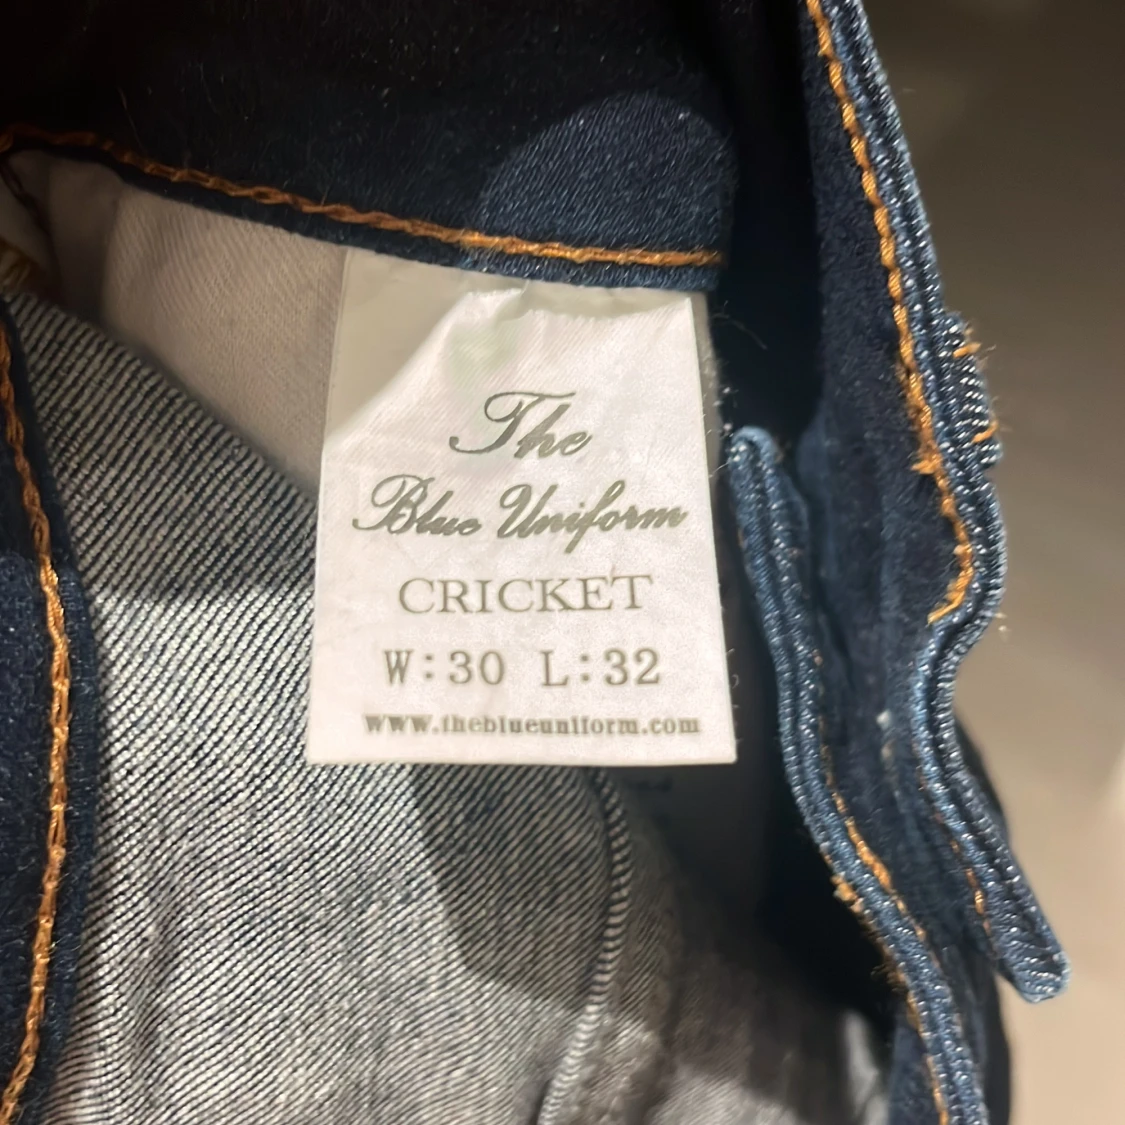 The
Blue Uniform
CRICKET
W:30 L:32
www.theblueuniform.com